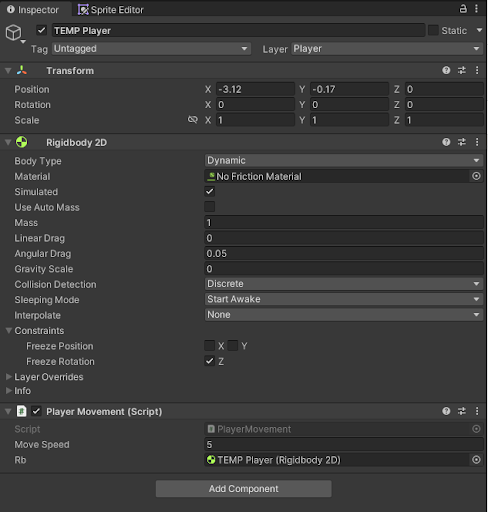 Inspector Sprite Editor
TEMP Player Static
Tag Untagged Layer Player
Transform
Position X -3.12 Y -0.17 Z 0
Rotation X 0 Y 0 Z 0
Scale X 1 Y 1 Z 1
Rigidbody 2D
Body Type Dynamic
Material No Friction Material
Simulated
Use Auto Mass
Mass 1
Linear Drag 0
Angular Drag 0.05
Gravity Scale 0
Collision Detection Discrete
Sleeping Mode Start Awake
Interpolate None
Constraints
Freeze Position X Y
Freeze Rotation Z
Layer Overrides
Info
# Player Movement (Script)
Script PlayerMovement
Move Speed 5
Rb TEMP Player (Rigidbody 2D)
Add Component